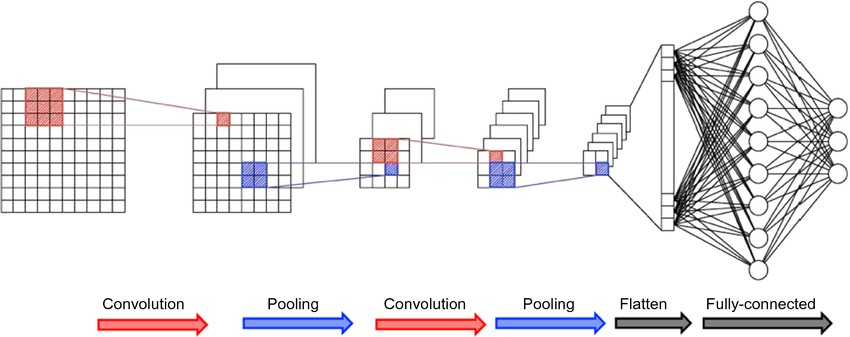 Convolution
Pooling
Convolution
Pooling
Flatten
Fully-connected